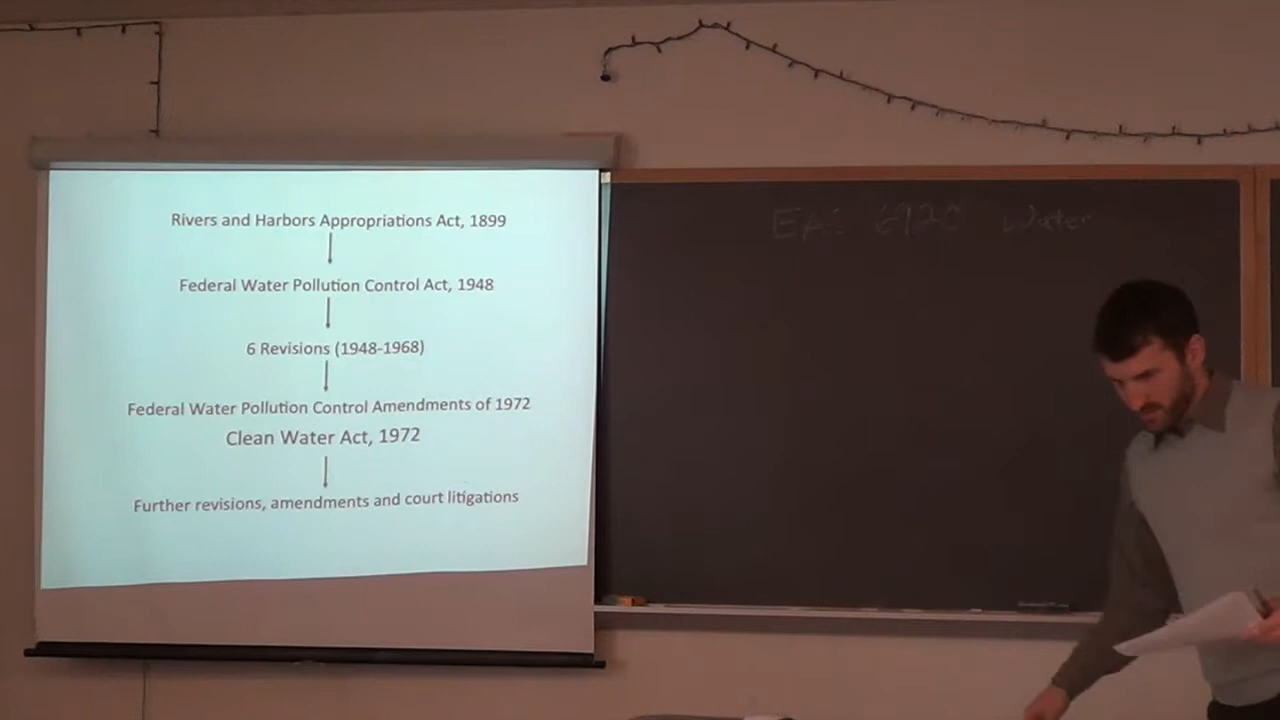 Rivers and Harbors Appropriations Act, 1899
Federal Water Pollution Control Act, 1948
6 Revisions (1948-1968)
Federal Water Pollution Control Amendments of 1972
Clean Water Act, 1972
Further revisions, amendments and court litigations
Water